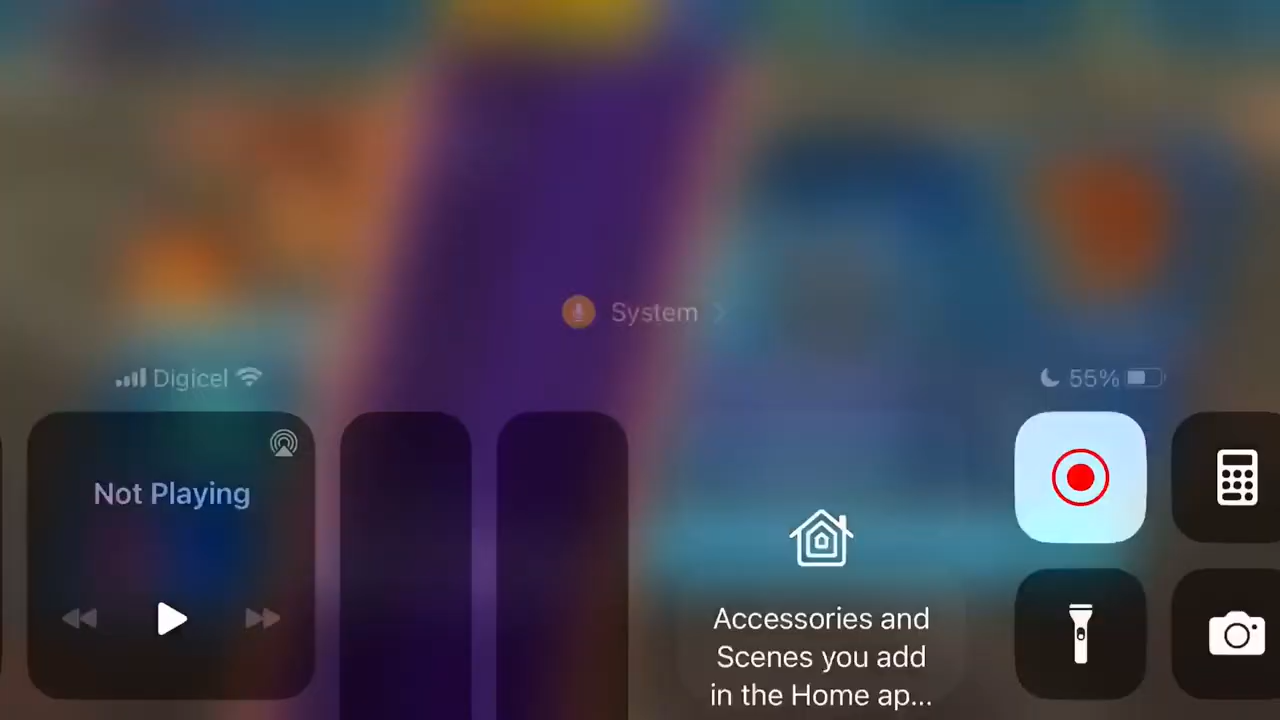 System
Digicel
55%
Not Playing
Accessories and
Scenes you add
in the Home ap...